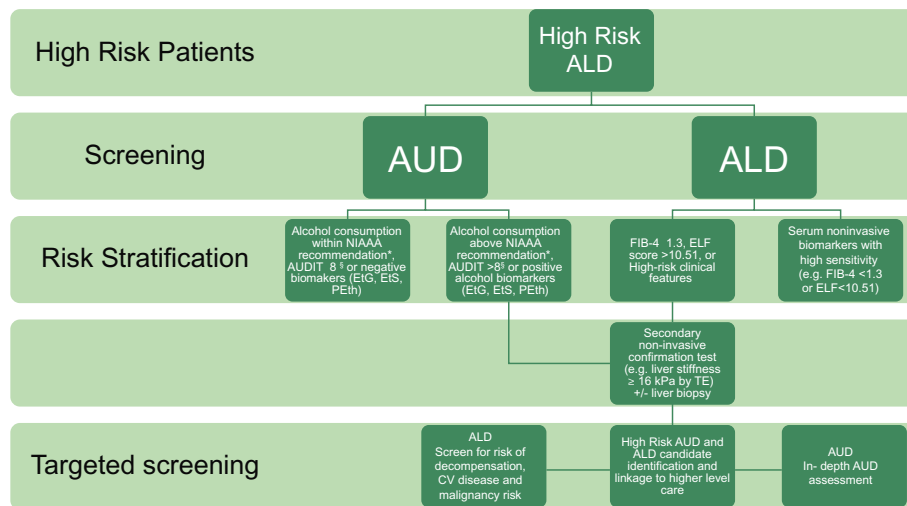 High Risk Patients
High Risk
ALD
Screening
AUD
ALD
Risk Stratification
Alcohol consumption
within NIAAA
recommendation*,
AUDIT 8 § or negative
biomakers (EtG, EtS,
PEth)
Alcohol consumption
above NIAAA
recommendation*,
AUDIT >8§ or positive
alcohol biomarkers
(EtG, EtS, PEth)
FIB-4 1.3, ELF
score >10.51, or
High-risk clinical
features
Serum noninvasive
biomarkers with
high sensitivity
(e.g. FIB-4 <1.3
or ELF<10.51)
Secondary
non-invasive
confirmation test
(e.g. liver stiffness
≥ 16 kPa by TE)
+/- liver biopsy
Targeted screening
ALD
Screen for risk of
decompensation,
CV disease and
malignancy risk
High Risk AUD and
ALD candidate
identification and
linkage to higher level
care
AUD
In- depth AUD
assessment